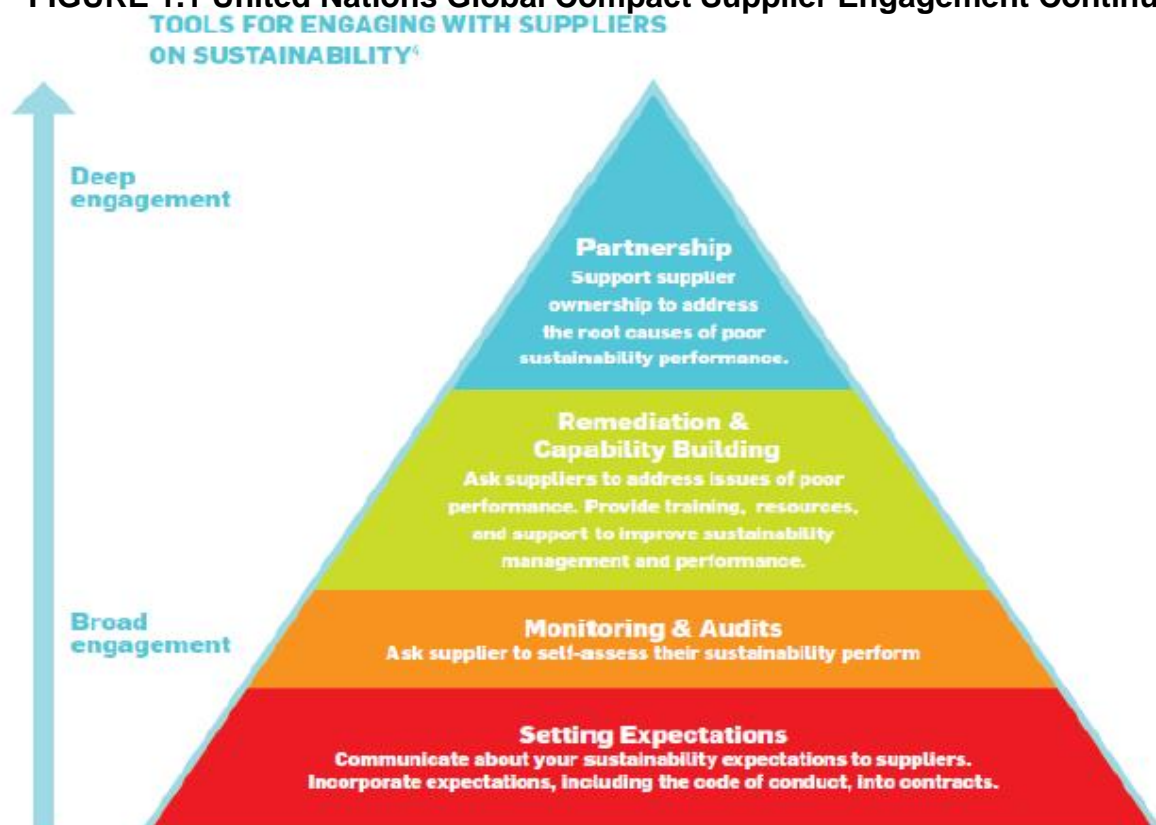 FIGURE 1.1 United Nations Global Compact Supplier Engagement Continu
TOOLS FOR ENGAGING WITH SUPPLIERS
ON SUSTAINABILITY⁶
Deep
engagement
Partnership
Support supplier
ownership to address
the root causes of poor
sustainability performance.
Remediation &
Capability Building
Ask suppliers to address issues of poor
performance. Provide training, resources,
and support to improve sustainability
management and performance.
Broad
engagement
Monitoring & Audits
Ask supplier to self-assess their sustainability perform
Setting Expectations
Communicate about your sustainability expectations to suppliers.
Incorporate expectations, including the code of conduct, into contracts.